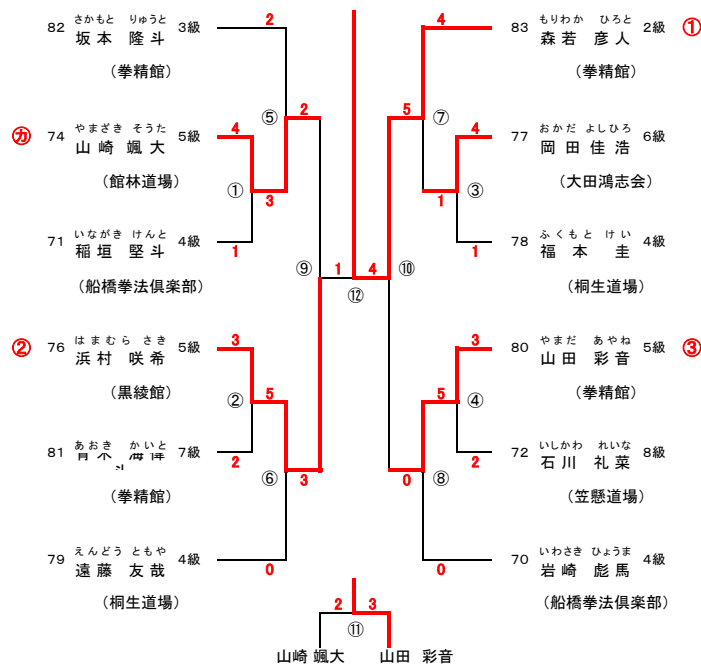 さかもと りゅうと
82 坂本 隆斗 3級
(拳精館)
㋕
やまざき そうた
74 山崎 颯大 5級
(館林道場)
いながき けんと
71 稲垣 堅斗 4級
(船橋拳法倶楽部)
②
はまむら さき
76 浜村 咲希 5級
(黒綾館)
あおき かいと
81 青木 7級
(拳精館)
えんどう ともや
79 遠藤 友哉 4級
(桐生道場)
2
⑤ 2
4
① 3
1
⑨ 1
3
② 5
2
⑥ 3
0
⑫
4
5 ⑦
4
1 ③
1
4 ⑩
3
5 ④
2
0 ⑧
0
もりわか ひろと
83 森若 彦人 2級 ①
(拳精館)
おかだ よしひろ
77 岡田佳浩 6級
(大田鴻志会)
ふくもと けい
78 福本 圭 4級
(桐生道場)
やまだ あやね
80 山田 彩音 5級 ③
(拳精館)
いしかわ れいな
72 石川 礼菜 8級
(笠懸道場)
いわさき ひょうま
70 岩崎 彪馬 4級
(船橋拳法倶楽部)
2 3
⑪
山崎 颯大 山田 彩音